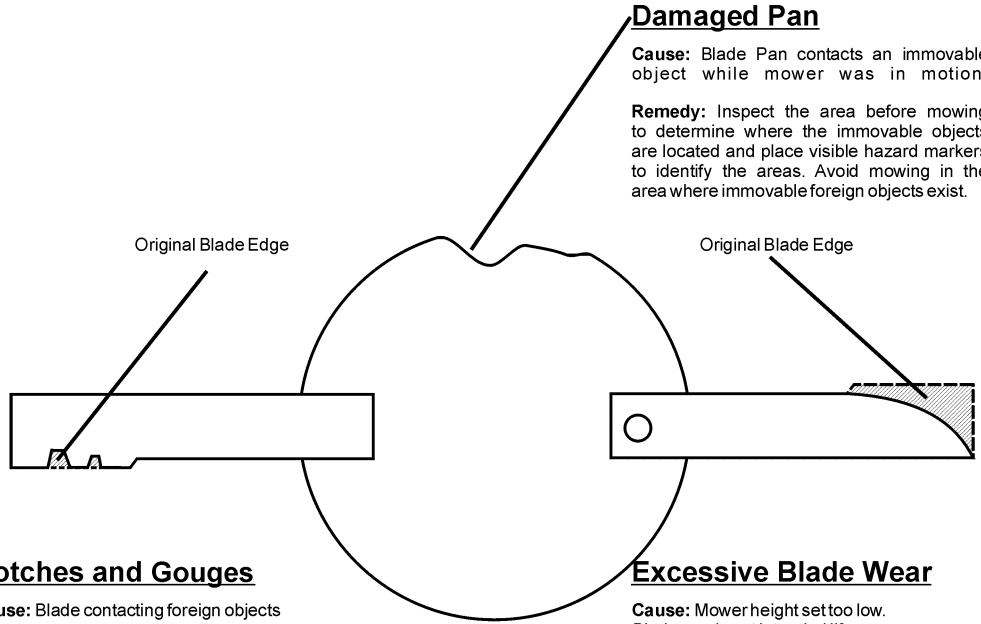 Damaged Pan
Cause: Blade Pan contacts an immovable
object while mower was in motion
Remedy: Inspect the area before mowing
to determine where the immovable objects
are located and place visible hazard markers
to identify the areas. Avoid mowing in the
area where immovable foreign objects exist.
Original Blade Edge
Original Blade Edge
otches and Gouges
use: Blade contacting foreign objects
Excessive Blade Wear
Cause: Mower height set too low.